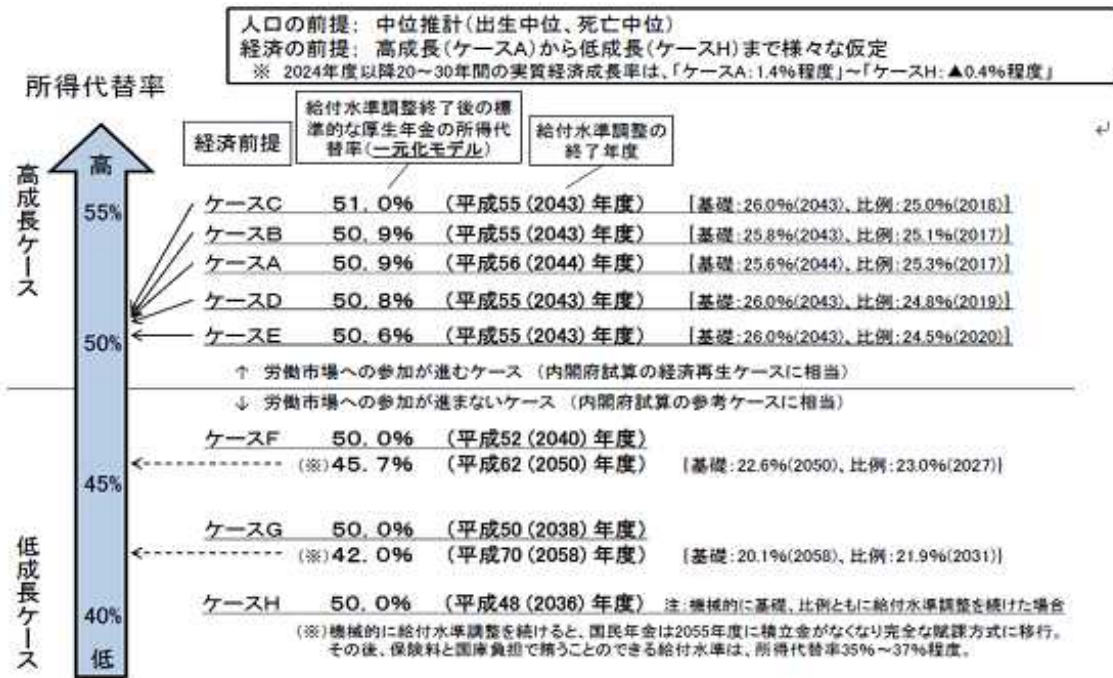 人口の前提： 中位推計(出生中位、死亡中位)
経済の前提： 高成長(ケースA)から低成長(ケースH)まで様々な仮定
※ 2024年度以降20～30年間の実質経済成長率は、「ケースA：1.4%程度」～「ケースH：▲0.4%程度」
所得代替率
経済前提
給付水準調整終了後の標
準的な厚生年金の所得代
替率(一元化モデル)
給付水準調整の
終了年度
高
高成長ケース
55%
ケースC 51．0% (平成55 (2043) 年度) [基礎：26.0%(2043)、比例：25.0%(2018)]
ケースB 50．9% (平成55 (2043) 年度) [基礎：25.8%(2043)、比例：25.1%(2017)]
ケースA 50．9% (平成56 (2044) 年度) [基礎：25.6%(2044)、比例：25.3%(2017)]
ケースD 50．8% (平成55 (2043) 年度) [基礎：26.0%(2043)、比例：24.8%(2019)]
50%
ケースE 50．6% (平成55 (2043) 年度) [基礎：26.0%(2043)、比例：24.5%(2020)]
↑ 労働市場への参加が進むケース (内閣府試算の経済再生ケースに相当)
↓ 労働市場への参加が進まないケース (内閣府試算の参考ケースに相当)
ケースF 50．0% (平成52 (2040) 年度)
(※)45．7% (平成62 (2050) 年度) [基礎：22.6%(2050)、比例：23.0%(2027)]
45%
ケースG 50．0% (平成50 (2038) 年度)
(※)42．0% (平成70 (2058) 年度) [基礎：20.1%(2058)、比例：21.9%(2031)]
低成長ケース
40%
ケースH 50．0% (平成48 (2036) 年度) 注：機械的に基礎、比例ともに給付水準調整を続けた場合
(※)機械的に給付水準調整を続けると、国民年金は2055年度に積立金がなくなり完全な賦課方式に移行。
その後、保険料と国庫負担で賄うことのできる給付水準は、所得代替率35%～37%程度。
低